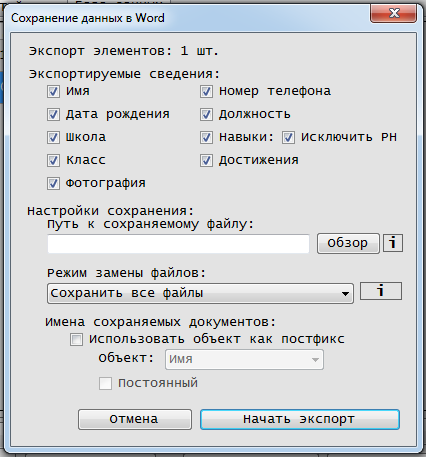 Сохранение данных в Word
Экспорт элементов: 1 шт.
Экспортируемые сведения:
Имя
Номер телефона
Дата рождения
Должность
Школа
Навыки:
Исключить РН
Класс
Достижения
Фотография
Настройки сохранения:
Путь к сохраняемому файлу:
Обзор
i
Режим замены файлов:
Сохранить все файлы
i
Имена сохраняемых документов:
Использовать объект как постфикс
Объект:
Имя
Постоянный
Отмена
Начать экспорт